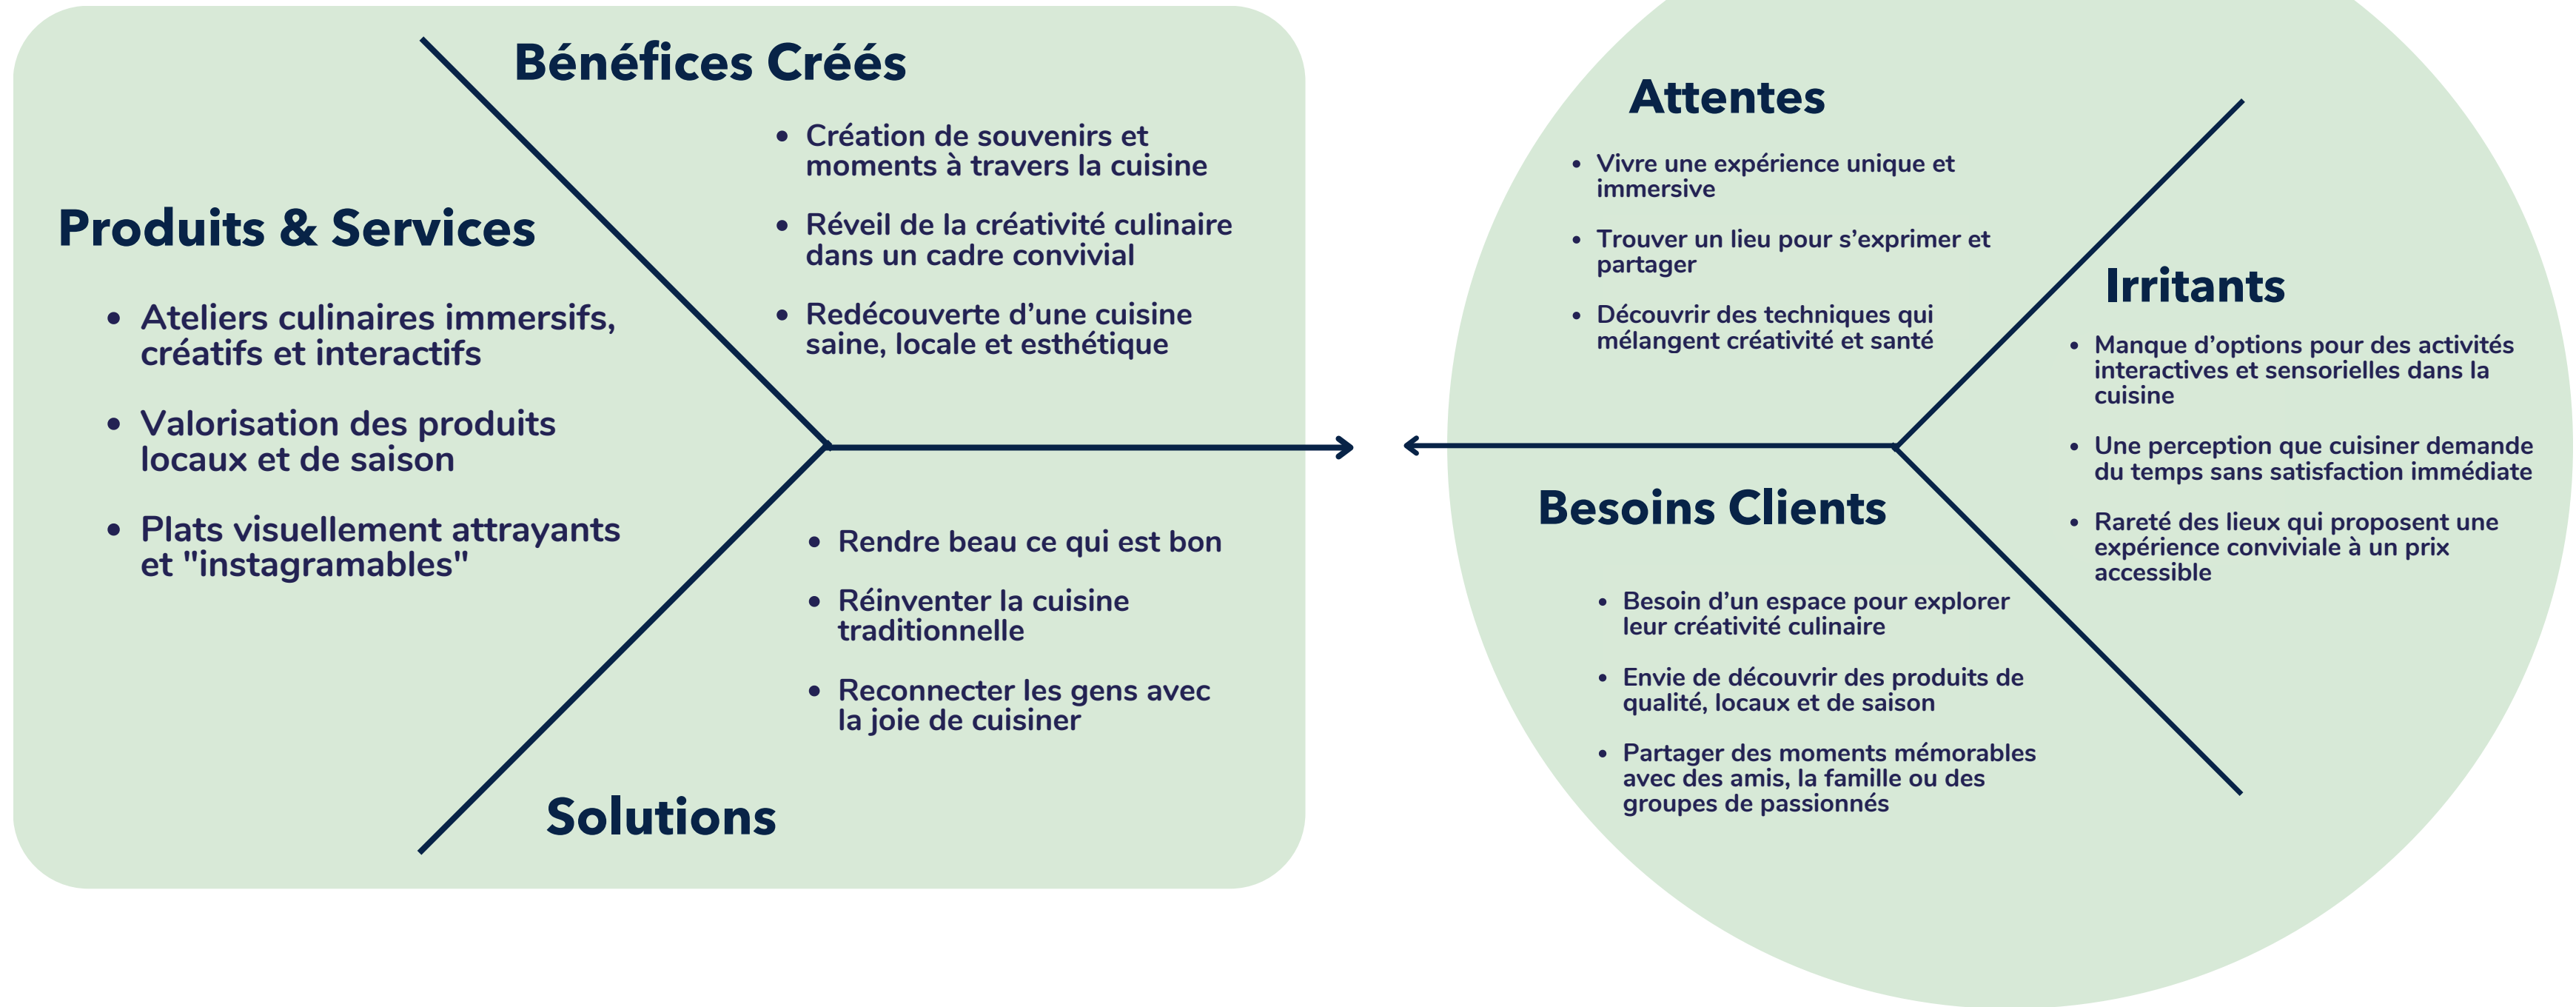 Produits & Services
• Ateliers culinaires immersifs,
créatifs et interactifs
• Valorisation des produits
locaux et de saison
• Plats visuellement attrayants
et "instagramables"
Bénéfices Créés
• Création de souvenirs et
moments à travers la cuisine
• Réveil de la créativité culinaire
dans un cadre convivial
• Redécouverte d’une cuisine
saine, locale et esthétique
• Rendre beau ce qui est bon
• Réinventer la cuisine
traditionnelle
• Reconnecter les gens avec
la joie de cuisiner
Solutions
Attentes
• Vivre une expérience unique et
immersive
• Trouver un lieu pour s’exprimer et
partager
• Découvrir des techniques qui
mélangent créativité et santé
Irritants
• Manque d’options pour des activités
interactives et sensorielles dans la
cuisine
• Une perception que cuisiner demande
du temps sans satisfaction immédiate
• Rareté des lieux qui proposent une
expérience conviviale à un prix
accessible
Besoins Clients
• Besoin d’un espace pour explorer
leur créativité culinaire
• Envie de découvrir des produits de
qualité, locaux et de saison
• Partager des moments mémorables
avec des amis, la famille ou des
groupes de passionnés